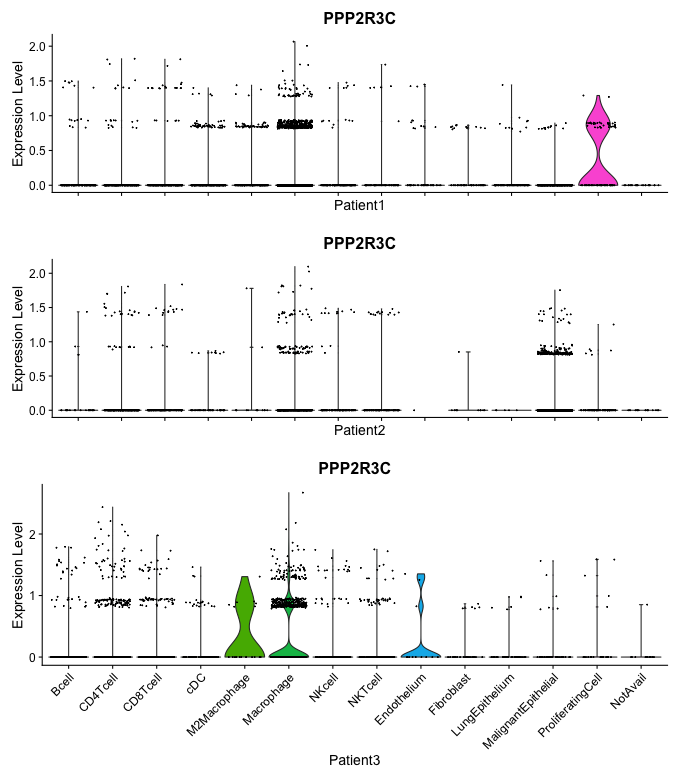 PPP2R3C
Expression Level
2.0
1.5
1.0
0.5
0.0
Patient1
PPP2R3C
Expression Level
2.0
1.5
1.0
0.5
0.0
Patient2
PPP2R3C
Expression Level
2
1
0
Bcell
CD4Tcell
CD8Tcell
cDC
M2Macrophage
Macrophage
NKcell
NKTcell
Endothelium
Fibroblast
LungEpithelium
MalignantEpithelial
ProliferatingCell
NotAvail
Patient3